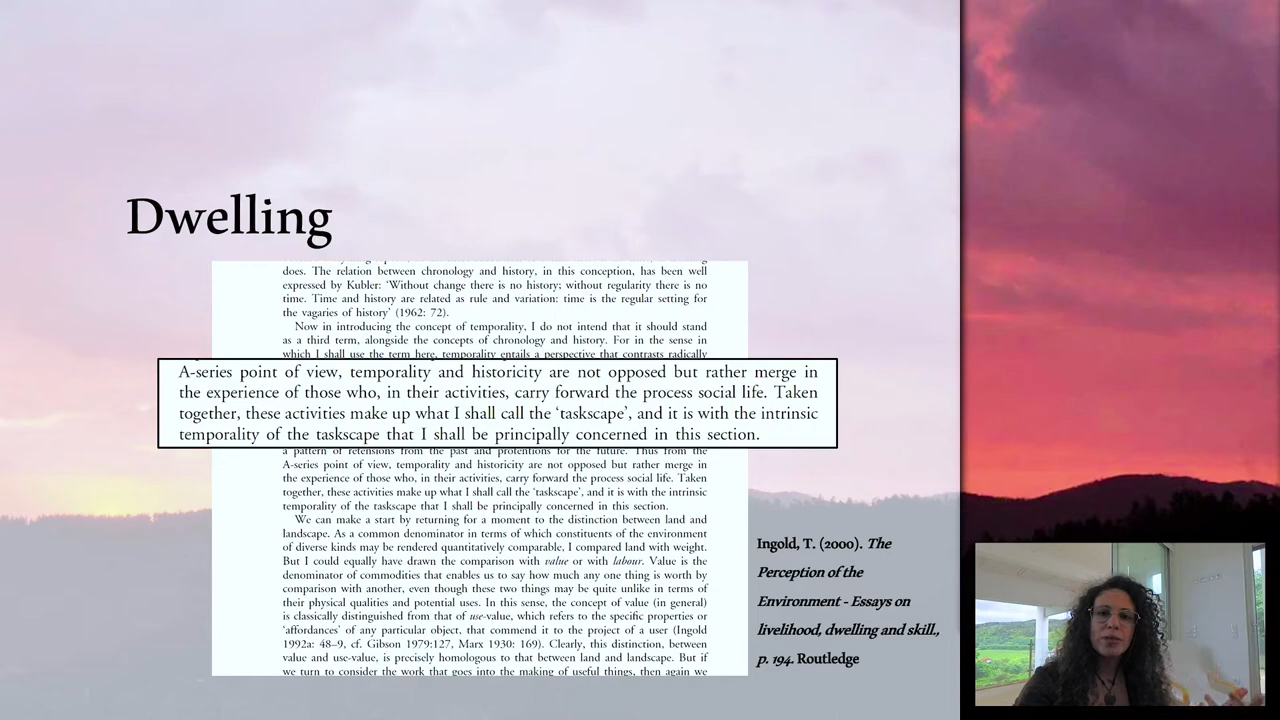 Dwelling
does. The relation between chronology and history, in this conception, has been well
expressed by Kubler: ‘Without change there is no history; without regularity there is no
time. Time and history are related as rule and variation: time is the regular setting for
the vagaries of history’ (1962: 72).
Now in introducing the concept of temporality, I do not intend that it should stand
as a third term, alongside the concepts of chronology and history. For in the sense in
which I shall use the term here, temporality entails a perspective that contrasts radically
A-series point of view, temporality and historicity are not opposed but rather merge in
the experience of those who, in their activities, carry forward the process social life. Taken
together, these activities make up what I shall call the ‘taskscape’, and it is with the intrinsic
temporality of the taskscape that I shall be principally concerned in this section.
a pattern of retensions from the past and protentions for the future. Thus from the
A-series point of view, temporality and historicity are not opposed but rather merge in
the experience of those who, in their activities, carry forward the process social life. Taken
together, these activities make up what I shall call the ‘taskscape’, and it is with the intrinsic
temporality of the taskscape that I shall be principally concerned in this section.
We can make a start by returning for a moment to the distinction between land and
landscape. As a common denominator in terms of which constituents of the environment
of diverse kinds may be rendered quantitatively comparable, I compared land with weight.
But I could equally have drawn the comparison with value or with labour. Value is the
denominator of commodities that enables us to say how much any one thing is worth by
comparison with another, even though these two things may be quite unlike in terms of
their physical qualities and potential uses. In this sense, the concept of value (in general)
is classically distinguished from that of use-value, which refers to the specific properties or
‘affordances’ of any particular object, that commend it to the project of a user (Ingold
1992a: 48–9, cf. Gibson 1979:127, Marx 1930: 169). Clearly, this distinction, between
value and use-value, is precisely homologous to that between land and landscape. But if
we turn to consider the work that goes into the making of useful things, then again we
Ingold, T. (2000). The
Perception of the
Environment - Essays on
livelihood, dwelling and skill.,
p. 194. Routledge